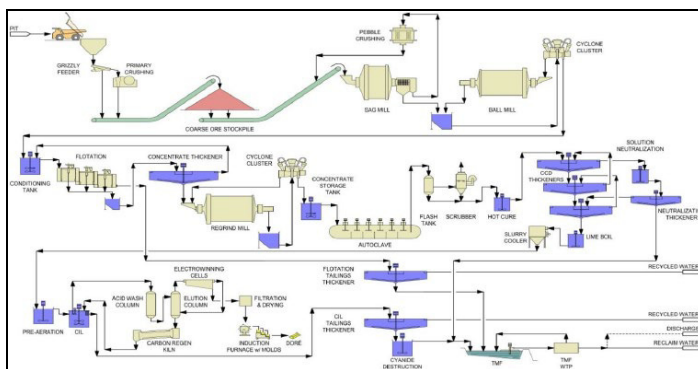 PIT
GRIZZLY
FEEDER
PRIMARY
CRUSHING
COARSE ORE STOCKPILE
PEBBLE
CRUSHING
SAG MILL
BALL MILL
CYCLONE
CLUSTER
CONDITIONING
TANK
FLOTATION
CONCENTRATE THICKENER
CYCLONE
CLUSTER
REGRIND MILL
CONCENTRATE
STORAGE
TANK
AUTOCLAVE
FLASH
TANK
SCRUBBER
HOT CURE
CCD
THICKENERS
SOLUTION
NEUTRALIZATION
NEUTRALIZATION
THICKENER
SLURRY
COOLER
LIME BOIL
FLOTATION
TAILINGS
THICKENER
RECYCLED WATER
PRE-AERATION
CIL
ACID WASH
COLUMN
ELECTROWINNING
CELLS
ELUTION
COLUMN
FILTRATION
& DRYING
CARBON REGEN
KILN
INDUCTION
FURNACE w/ MOLDS
DORÉ
CIL
TAILINGS
THICKENER
RECYCLED WATER
CYANIDE
DESTRUCTION
TMF
TMF
WTP
DISCHARGE
RECLAIM WATER